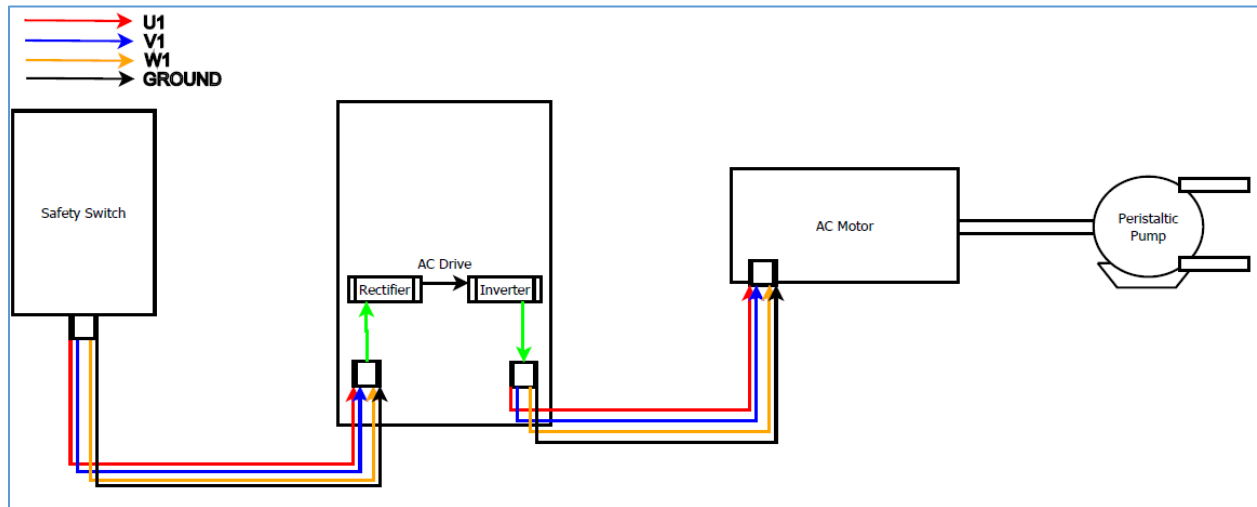 U1
V1
W1
GROUND
Safety Switch
AC Drive
Rectifier
Inverter
AC Motor
Peristaltic
Pump